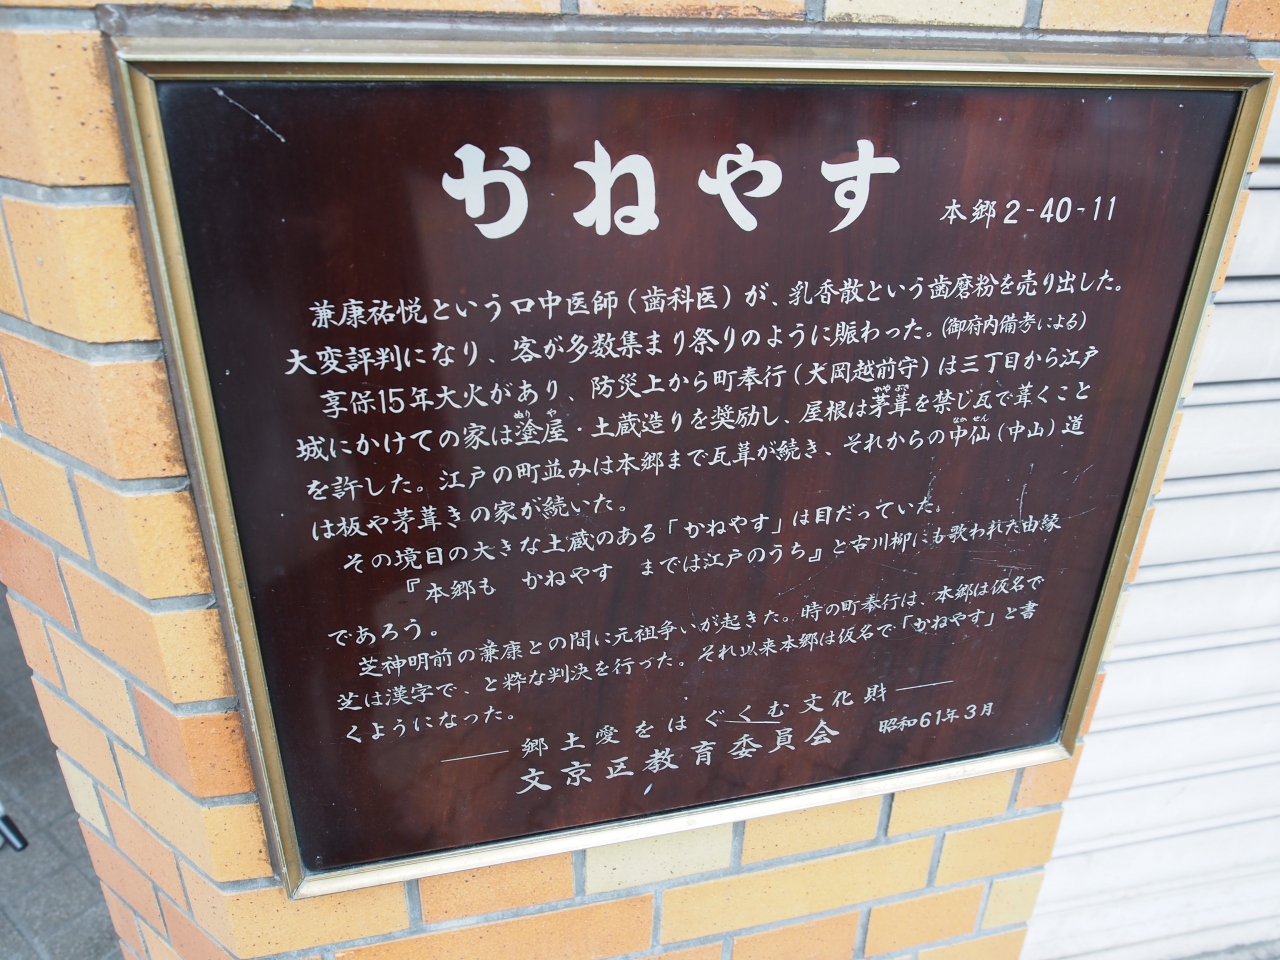 かねやす 本郷2-40-11
兼康祐悦という口中医師（歯科医）が、乳香散という歯磨粉を売り出した。
大変評判になり、客が多数集まり祭りのように賑わった。（御府内備考による）
享保15年大火があり、防災上から町奉行（大岡越前守）は三丁目から江戸
城にかけての家は塗屋・土蔵造りを奨励し、屋根は茅葺を禁じ瓦で葺くこと
を許した。江戸の町並みは本郷まで瓦葺が続き、それからの中仙（中山）道
は板や茅葺きの家が続いた。
その境目の大きな土蔵のある「かねやす」は目だっていた。
『本郷も かねやす までは江戸のうち』と古川柳にも歌われた由縁
であろう。
芝神明前の兼康との間に元祖争いが起きた。時の町奉行は、本郷は仮名で
芝は漢字で、と粋な判決を行づた。それ以来本郷は仮名で「かねやす」と書
くようになった。
郷土愛をはぐくむ文化財
文京区教育委員会 昭和61年3月